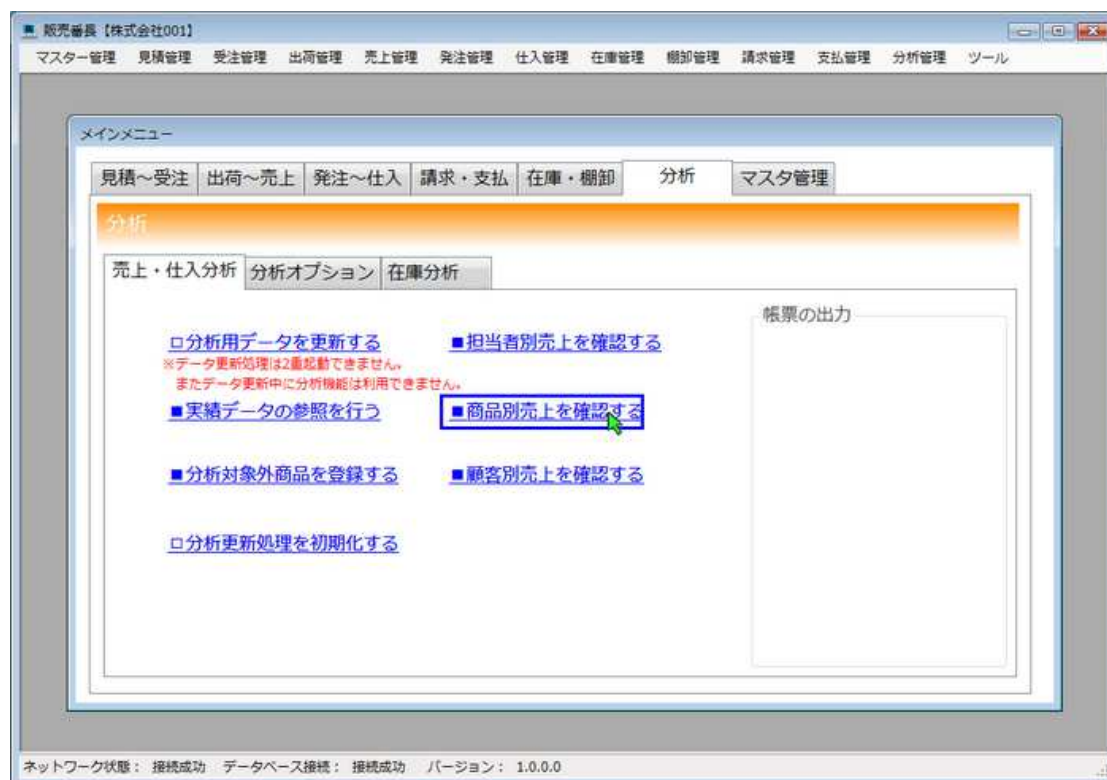 販売番長【株式会社001】
マスター管理 見積管理 受注管理 出荷管理 売上管理 発注管理 仕入管理 在庫管理 棚卸管理 請求管理 支払管理 分析管理 ツール
メインメニュー
見積～受注 出荷～売上 発注～仕入 請求・支払 在庫・棚卸 分析 マスタ管理
分析
売上・仕入分析 分析オプション 在庫分析
帳票の出力
□分析用データを更新する ■担当者別売上を確認する
※データ更新処理は2重起動できません。
またデータ更新中に分析機能は利用できません。
■実績データの参照を行う ■商品別売上を確認する
■分析対象外商品を登録する ■顧客別売上を確認する
□分析更新処理を初期化する
ネットワーク状態： 接続成功 データベース接続： 接続成功 バージョン： 1.0.0.0